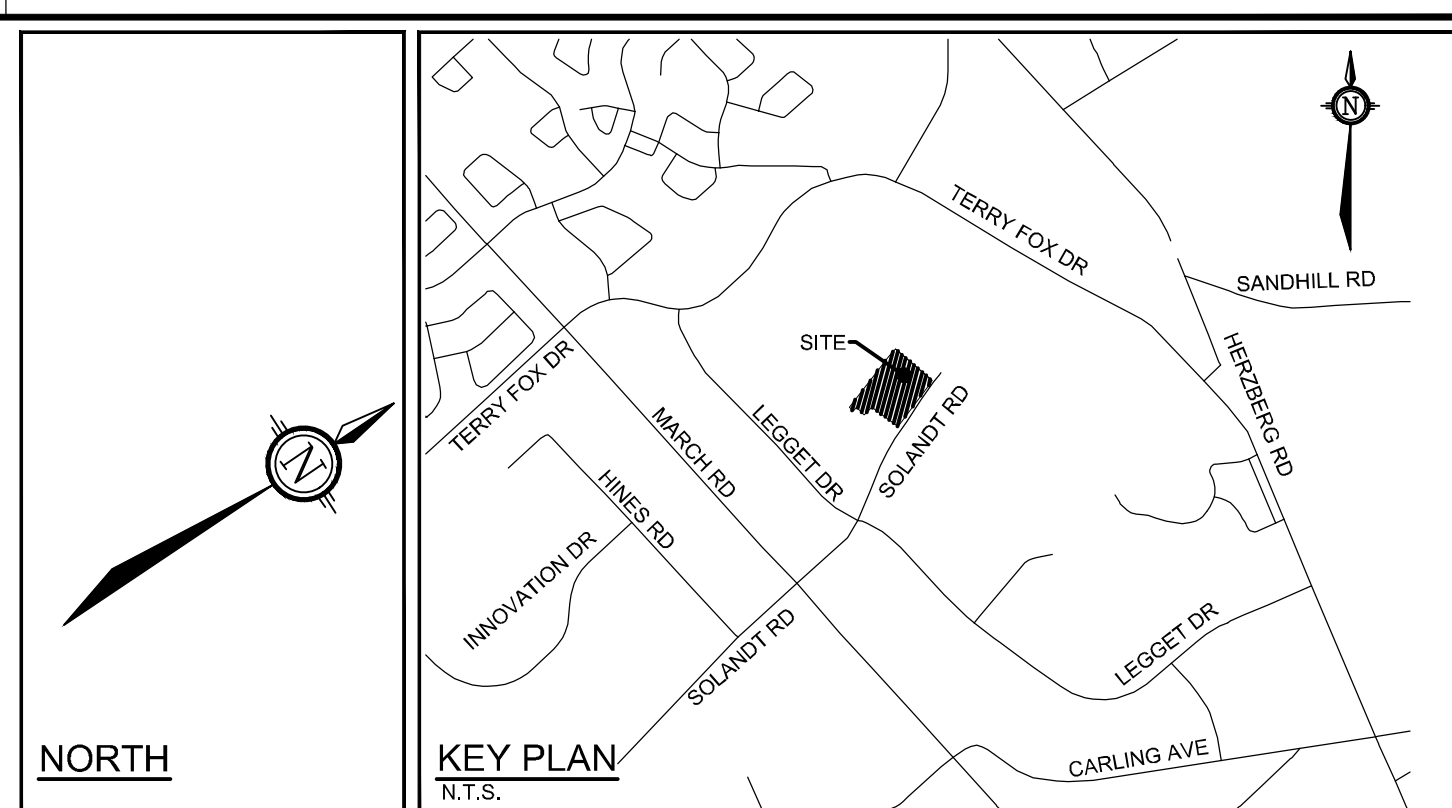 N
NORTH
N
TERRY FOX DR
SANDHILL RD
SITE
HERZBERG RD
TERRY FOX DR
MARCH RD
LEGGET DR
SOLANDT RD
HINES RD
INNOVATION DR
SOLANDT RD
LEGGET DR
CARLING AVE
KEY PLAN
N.T.S.